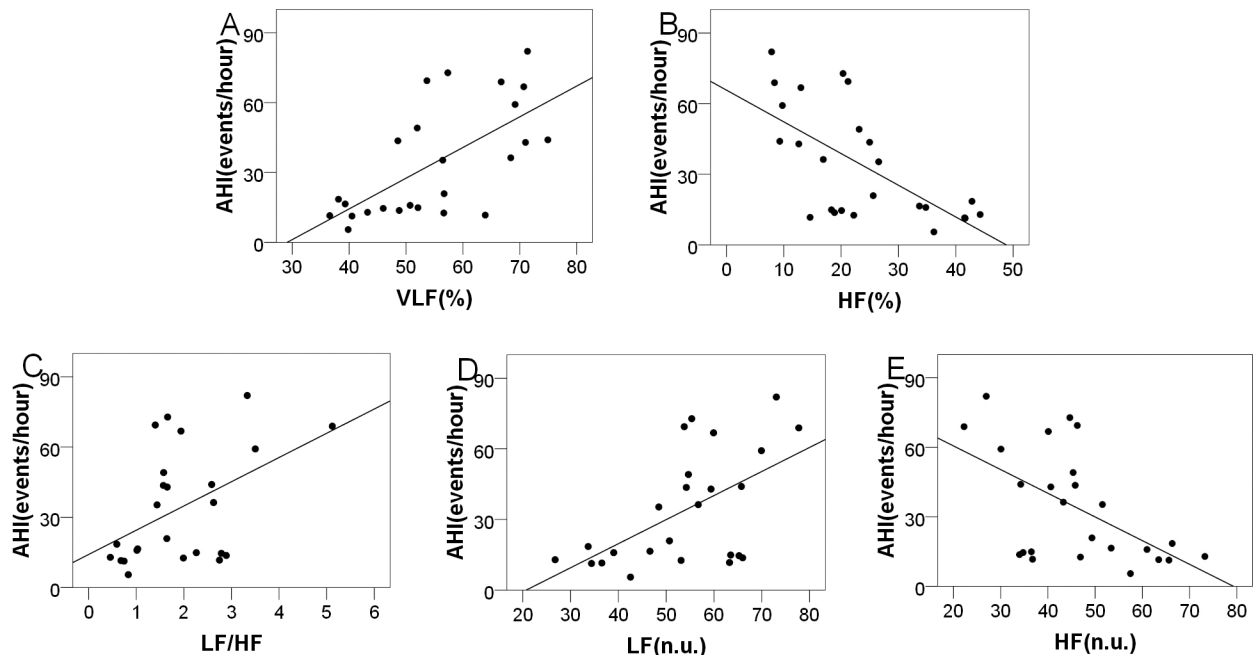 A
AHI(events/hour)
90
60
30
0
30 40 50 60 70 80
VLF(%)
B
AHI(events/hour)
90
60
30
0
0 10 20 30 40 50
HF(%)
C
AHI(events/hour)
90
60
30
0
0 1 2 3 4 5 6
LF/HF
D
AHI(events/hour)
90
60
30
0
20 30 40 50 60 70 80
LF(n.u.)
E
AHI(events/hour)
90
60
30
0
20 30 40 50 60 70 80
HF(n.u.)